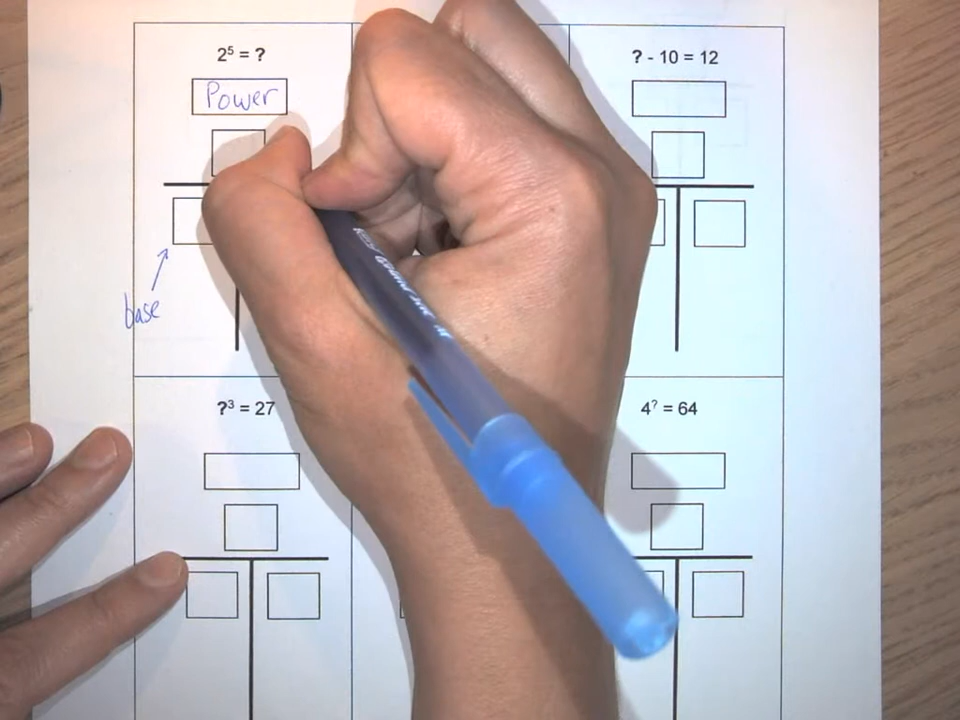 2⁵ = ?
Power
base
? - 10 = 12
?³ = 27
4^? = 64